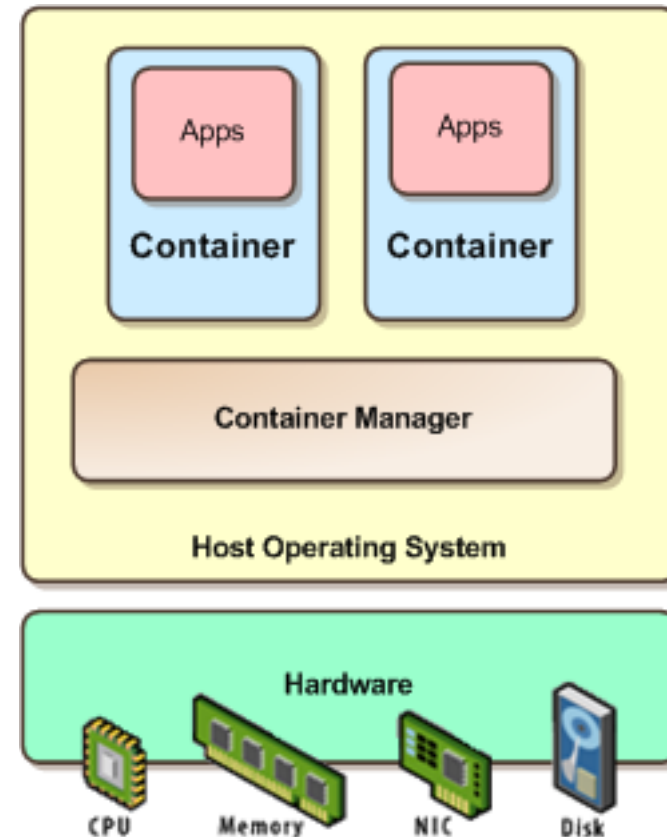 Apps
Apps
Container
Container
Container Manager
Host Operating System
Hardware
CPU
Memory
NIC
Disk